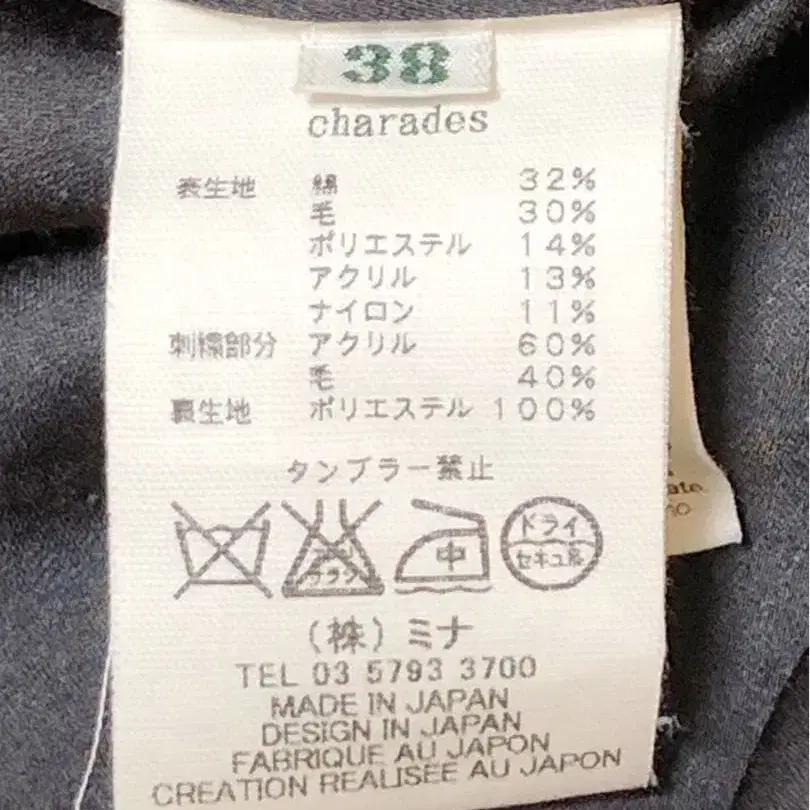 38
charades
表生地 綿 32%
毛 30%
ポリエステル 14%
アクリル 13%
ナイロン 11%
刺繍部分 アクリル 60%
毛 40%
裏生地 ポリエステル 100%
タンブラー禁止
中
ドライ
セキユ系
(株)ミナ
TEL 03 5793 3700
MADE IN JAPAN
DESIGN IN JAPAN
FABRIQUE AU JAPON
CREATION REALISEE AU JAPON